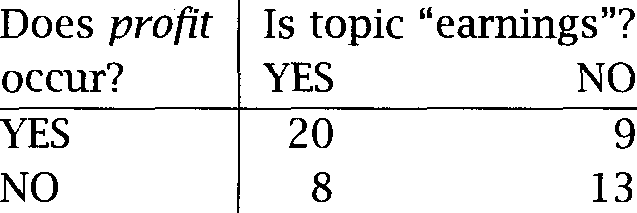 Does profit Is topic “earnings”?
occur? YES NO
YES 20 9
NO 8 13